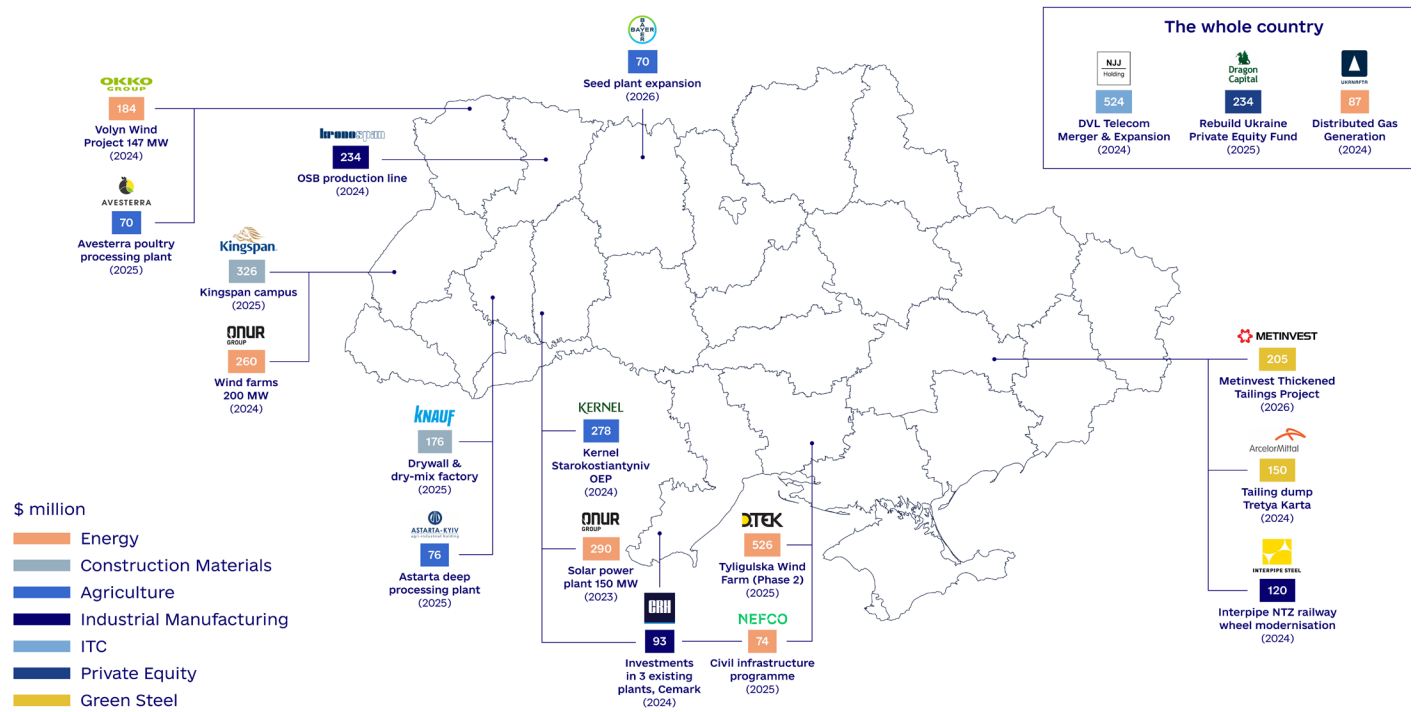 BAYER
BAYER
70
Seed plant expansion
(2026)
The whole country
NJJ
Holding
524
DVL Telecom
Merger & Expansion
(2024)
Dragon
Capital
234
Rebuild Ukraine
Private Equity Fund
(2025)
UKRNAFTA
87
Distributed Gas
Generation
(2024)
OKKO
GROUP
184
Volyn Wind
Project 147 MW
(2024)
kronospan
234
OSB production line
(2024)
AVESTERRA
70
Avesterra poultry
processing plant
(2025)
Kingspan.
326
Kingspan campus
(2025)
ONUR
GROUP
260
Wind farms
200 MW
(2024)
METINVEST
205
Metinvest Thickened
Tailings Project
(2026)
KNAUF
176
Drywall &
dry-mix factory
(2025)
KERNEL
278
Kernel
Starokostiantyniv
OEP
(2024)
ArcelorMittal
150
Tailing dump
Tretya Karta
(2024)
ASTARTA-KYIV
agri-industrial holding
76
Astarta deep
processing plant
(2025)
ONUR
GROUP
290
Solar power
plant 150 MW
(2023)
D.TEK
526
Tyligulska Wind
Farm (Phase 2)
(2025)
INTERPIPE STEEL
120
Interpipe NTZ railway
wheel modernisation
(2024)
CRH
93
Investments
in 3 existing
plants, Cemark
(2024)
NEFCO
74
Civil infrastructure
programme
(2025)
$ million
Energy
Construction Materials
Agriculture
Industrial Manufacturing
ITC
Private Equity
Green Steel